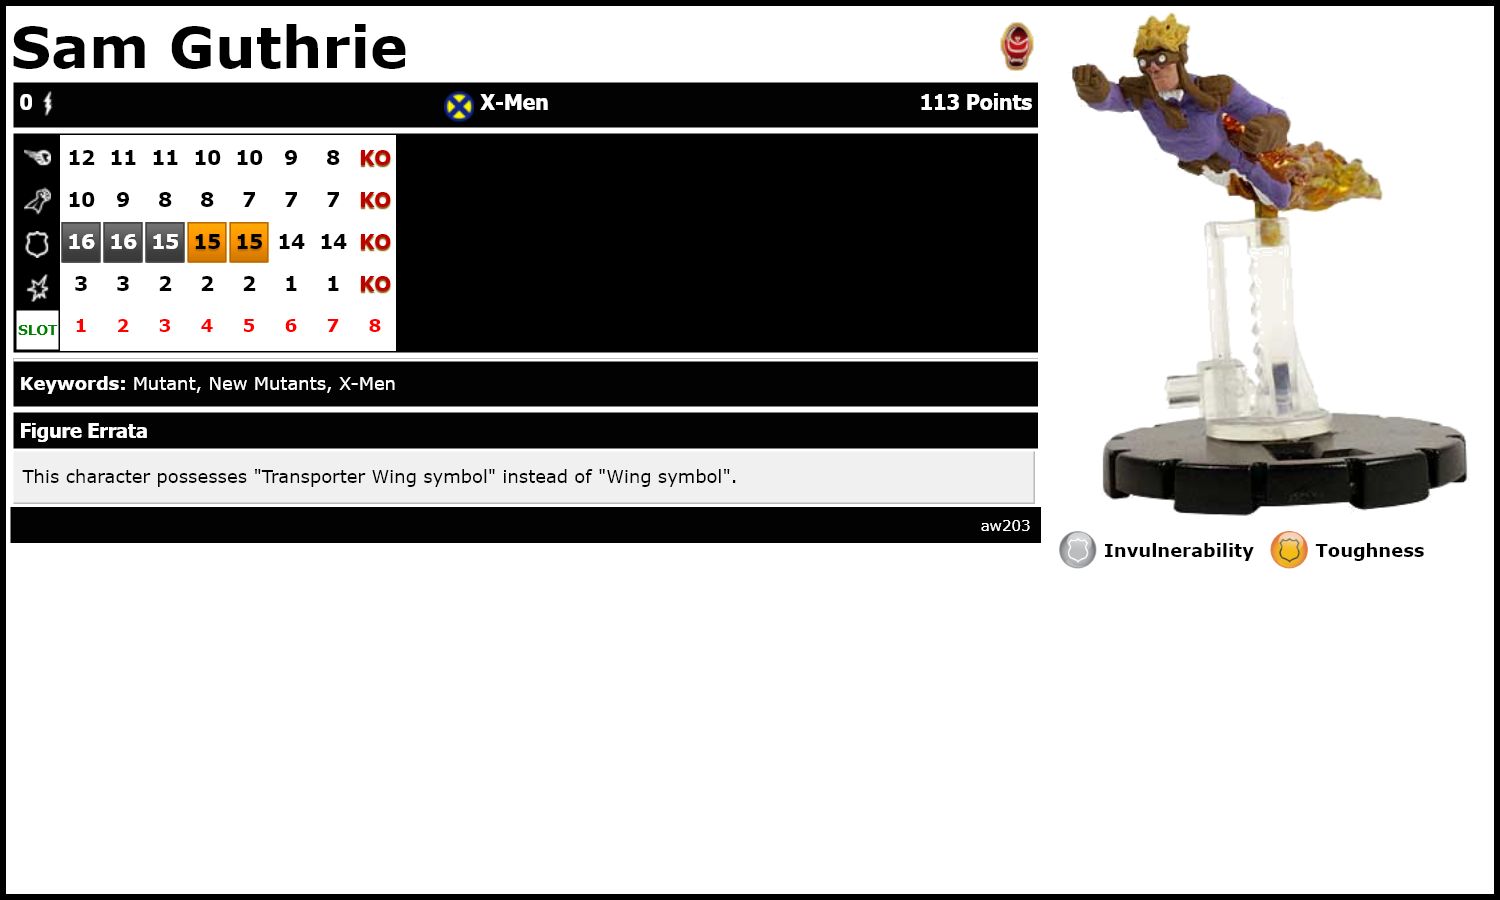 Sam Guthrie
0 X-Men 113 Points
12 11 11 10 10 9 8 KO
10 9 8 8 7 7 7 KO
16 16 15 15 15 14 14 KO
3 3 2 2 2 1 1 KO
SLOT 1 2 3 4 5 6 7 8
Keywords: Mutant, New Mutants, X-Men
Figure Errata
This character possesses "Transporter Wing symbol" instead of "Wing symbol".
aw203
Invulnerability Toughness